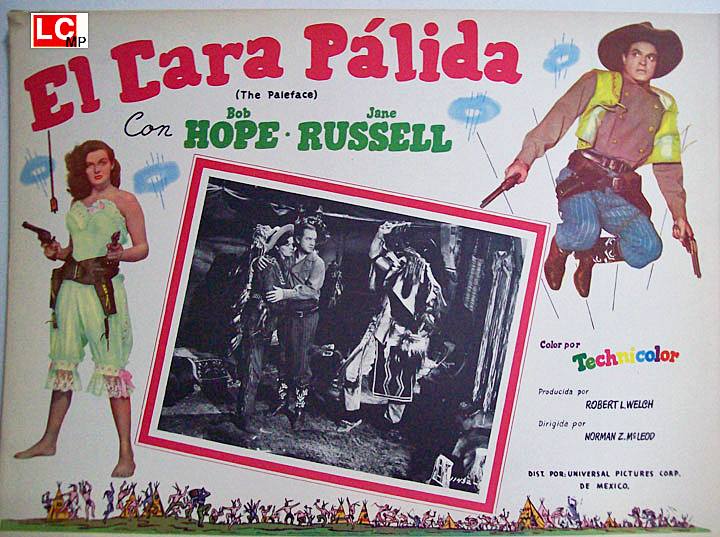 LC MP
El Cara Pálida
(The Paleface)
Con Bob HOPE · Jane RUSSELL
Color por
Technicolor
Producida por
ROBERT L. WELCH
Dirigida por
NORMAN Z. McLEOD
DIST. POR: UNIVERSAL PICTURES CORP.
DE MEXICO.